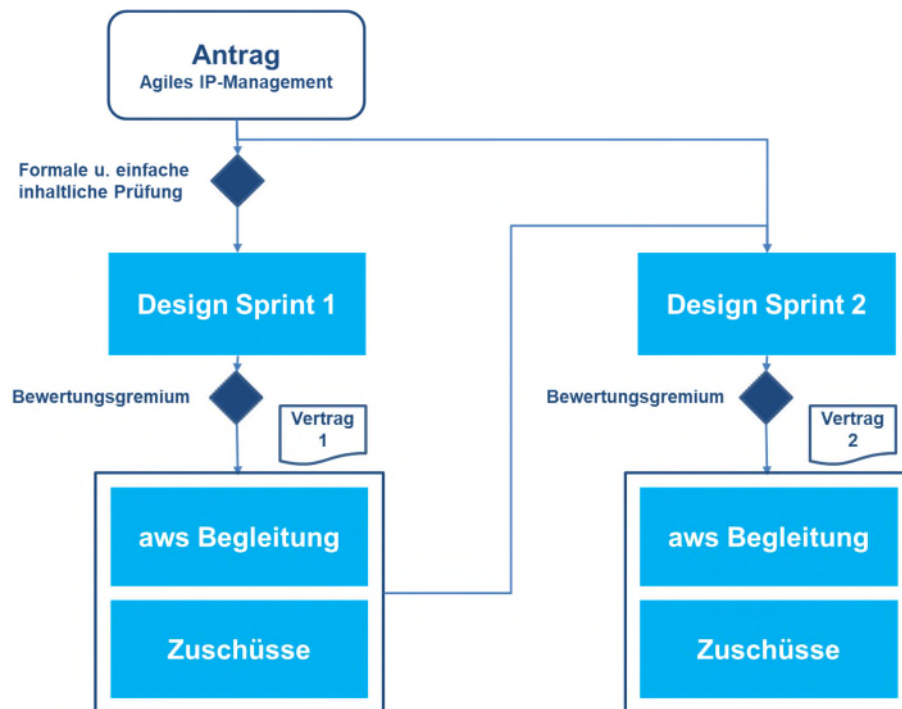 Antrag
Agiles IP-Management
Formale u. einfache
inhaltliche Prüfung
Design Sprint 1
Design Sprint 2
Bewertungsgremium
Vertrag
1
Bewertungsgremium
Vertrag
2
aws Begleitung
aws Begleitung
Zuschüsse
Zuschüsse